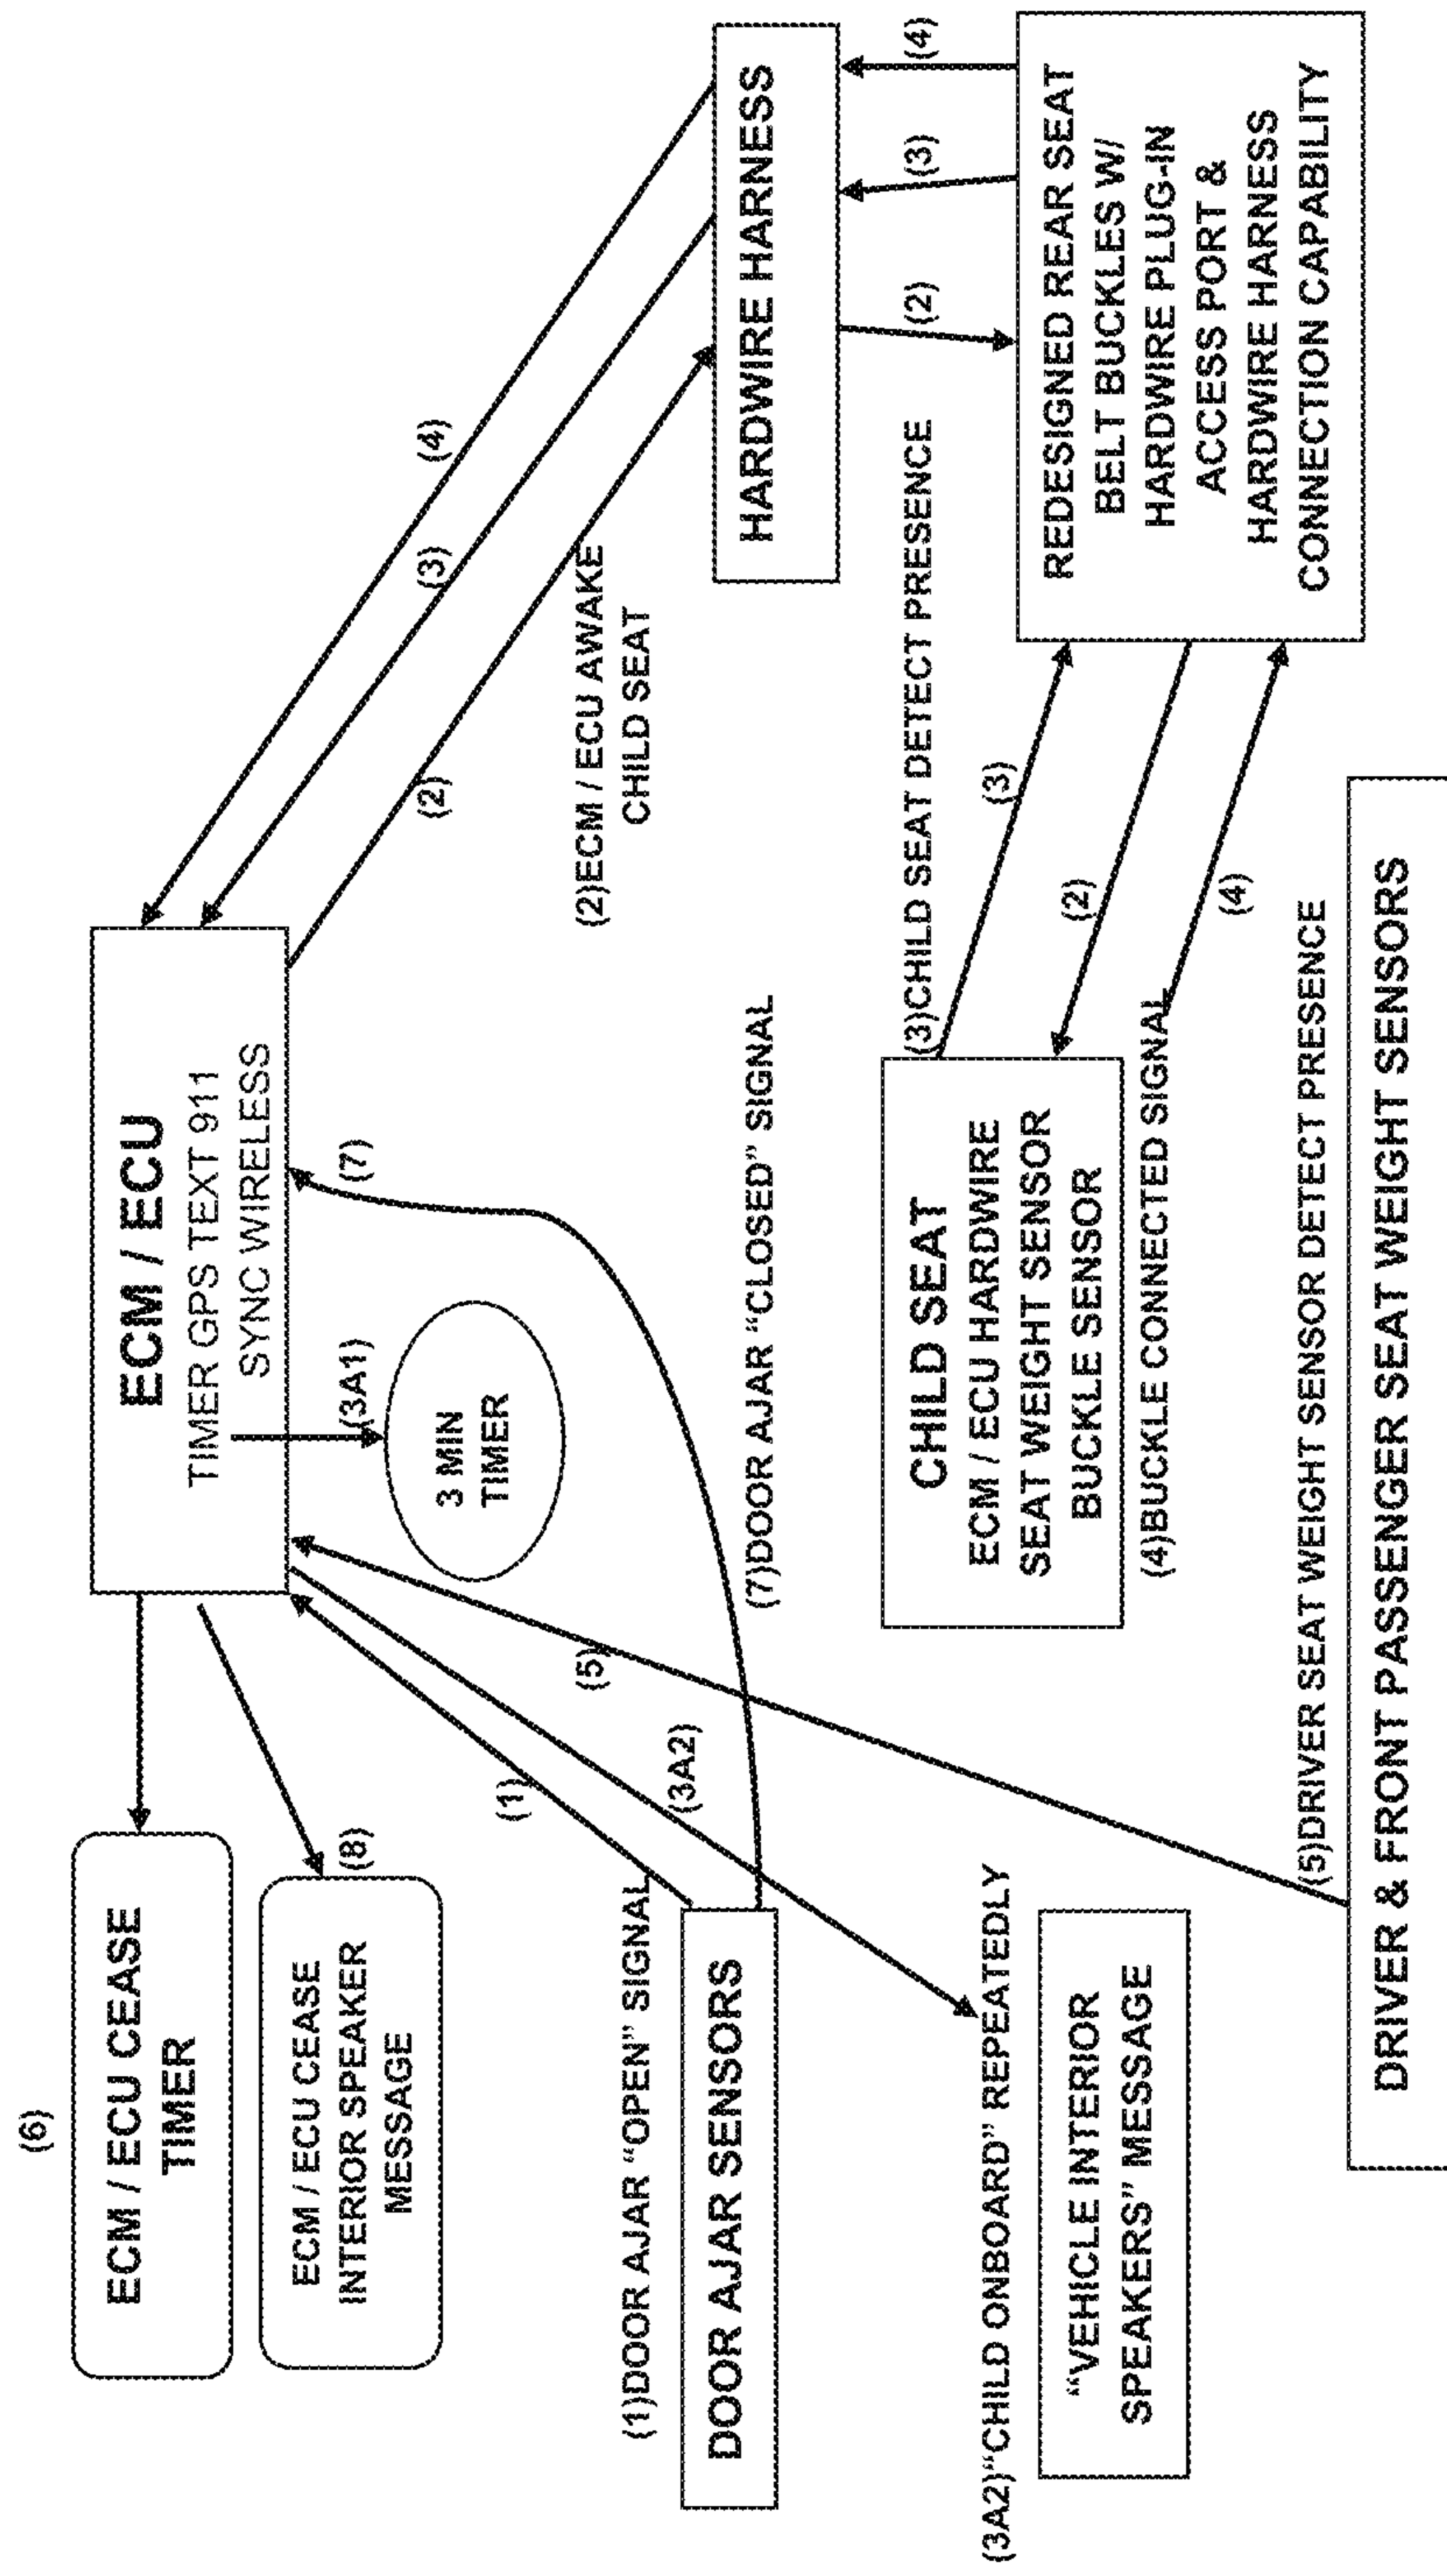 (6)
ECM / ECU CEASE
TIMER
ECM / ECU CEASE
INTERIOR SPEAKER
MESSAGE
(8)
ECM / ECU
TIMER GPS TEXT 911
SYNC WIRELESS
(3A1)
3 MIN
TIMER
(7)
(2)
(3)
(4)
(1)
(5)
(3A2)
(2)ECM / ECU AWAKE
CHILD SEAT
HARDWIRE HARNESS
(1)DOOR AJAR “OPEN” SIGNAL
DOOR AJAR SENSORS
(7)DOOR AJAR “CLOSED” SIGNAL
(2)
(3)
(4)
(3A2)“CHILD ONBOARD” REPEATEDLY
“VEHICLE INTERIOR
SPEAKERS” MESSAGE
CHILD SEAT
ECM / ECU HARDWIRE
SEAT WEIGHT SENSOR
BUCKLE SENSOR
(3)CHILD SEAT DETECT PRESENCE
(3)
(2)
(4)
(4)BUCKLE CONNECTED SIGNAL
REDESIGNED REAR SEAT
BELT BUCKLES W/
HARDWIRE PLUG-IN
ACCESS PORT &
HARDWIRE HARNESS
CONNECTION CAPABILITY
(5)DRIVER SEAT WEIGHT SENSOR DETECT PRESENCE
DRIVER & FRONT PASSENGER SEAT WEIGHT SENSORS